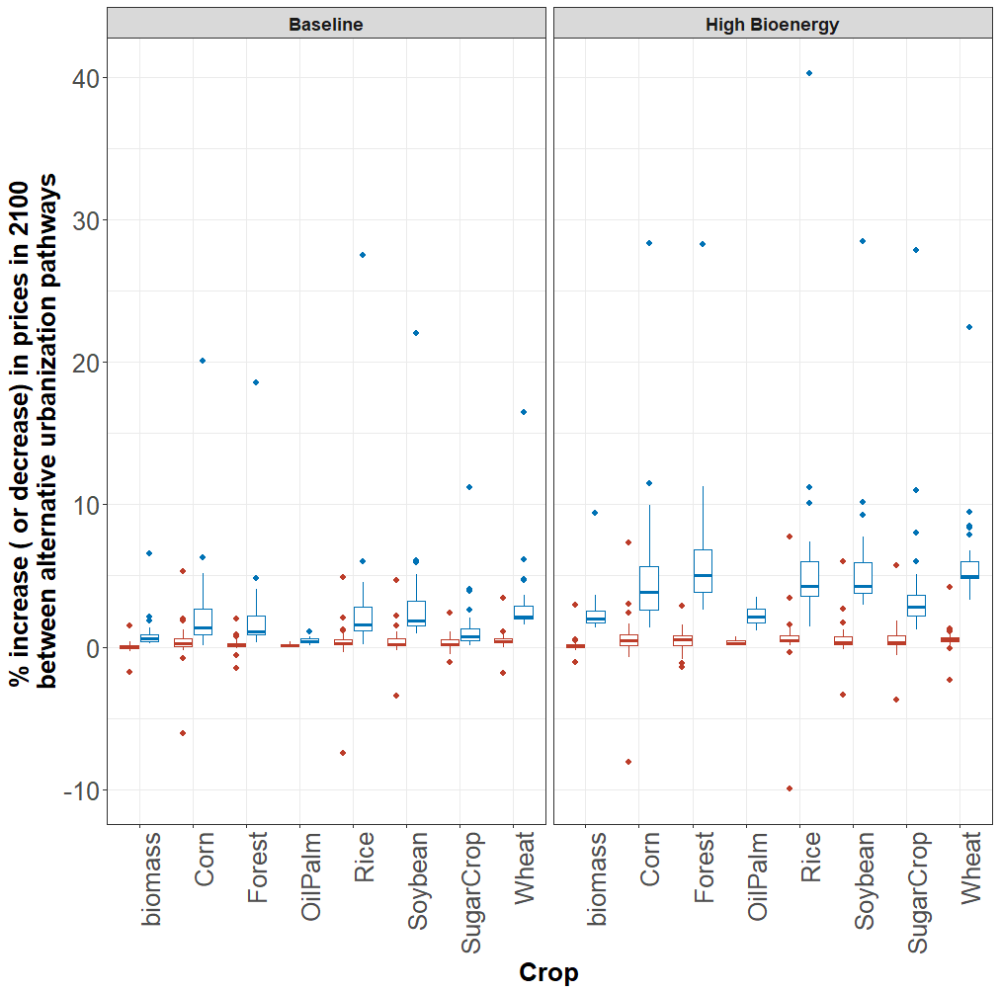 Baseline
High Bioenergy
% increase ( or decrease) in prices in 2100
between alternative urbanization pathways
40
30
20
10
0
-10
biomass
Corn
Forest
OilPalm
Rice
Soybean
SugarCrop
Wheat
biomass
Corn
Forest
OilPalm
Rice
Soybean
SugarCrop
Wheat
Crop